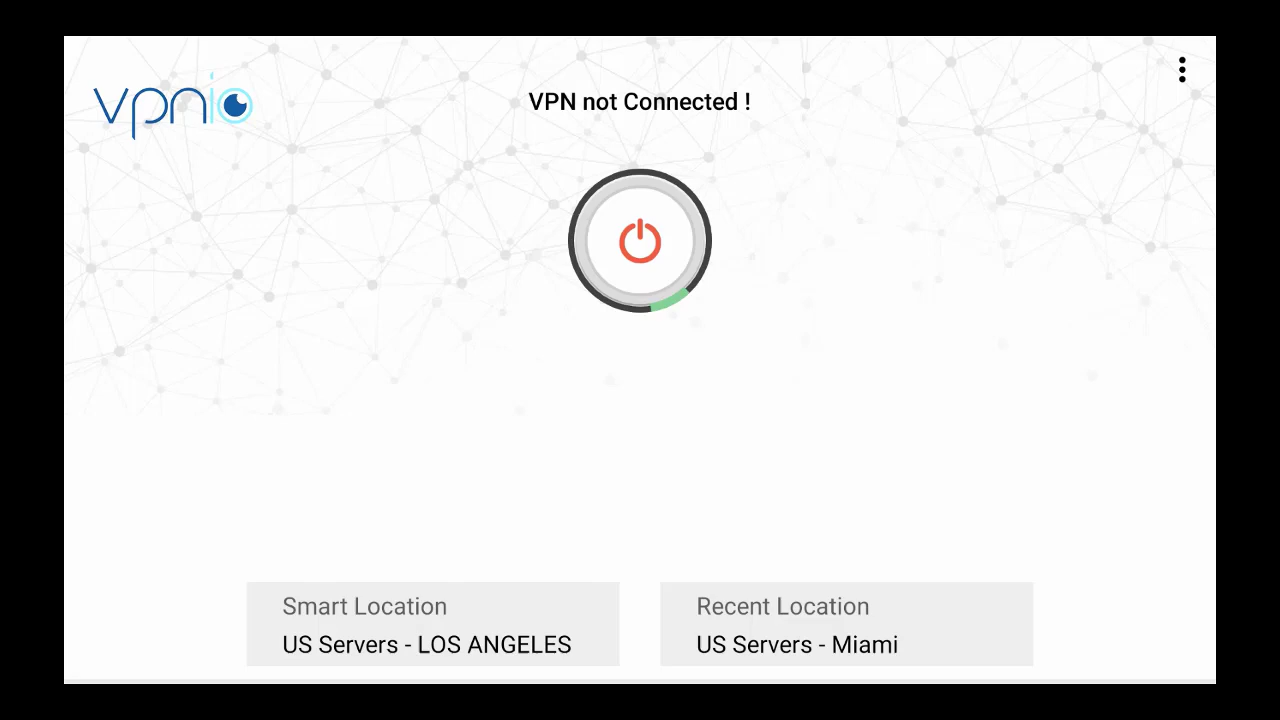 vpnio
VPN not Connected !
Smart Location
US Servers - LOS ANGELES
Recent Location
US Servers - Miami